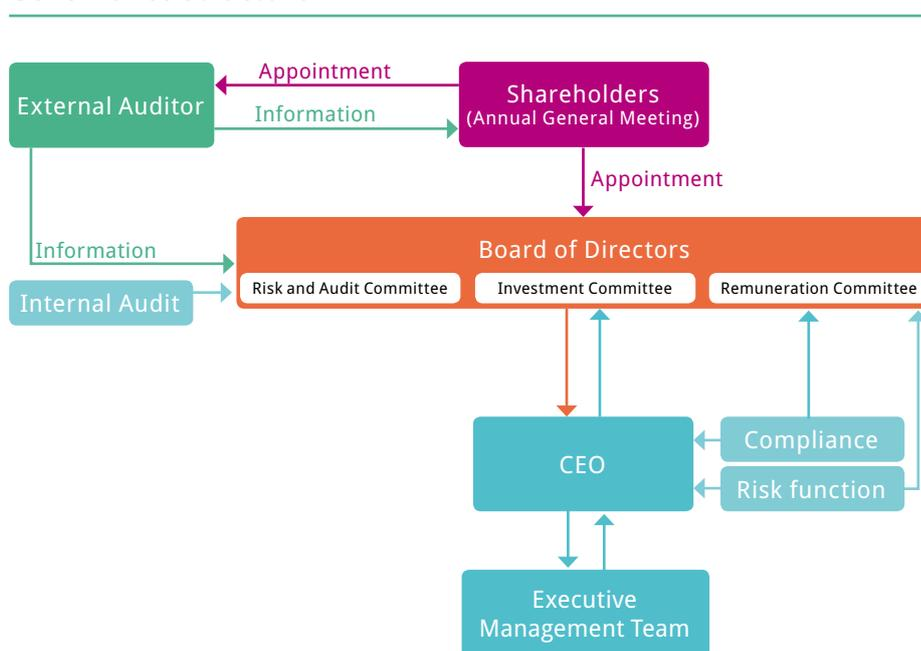 Appointment
External Auditor
Shareholders
(Annual General Meeting)
Information
Appointment
Information
Board of Directors
Internal Audit
Risk and Audit Committee
Investment Committee
Remuneration Committee
CEO
Compliance
Risk function
Executive
Management Team